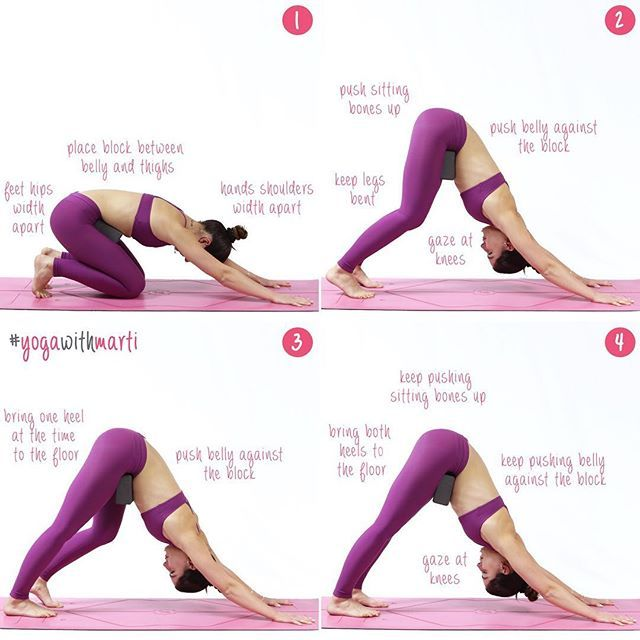 1
place block between
belly and thighs
feet hips
width
apart
hands shoulders
width apart
2
push sitting
bones up
push belly against
the block
keep legs
bent
gaze at
knees
#yogawithmarti
3
bring one heel
at the time
to the floor
push belly against
the block
4
keep pushing
sitting bones up
bring both
heels to
the floor
keep pushing belly
against the block
gaze at
knees